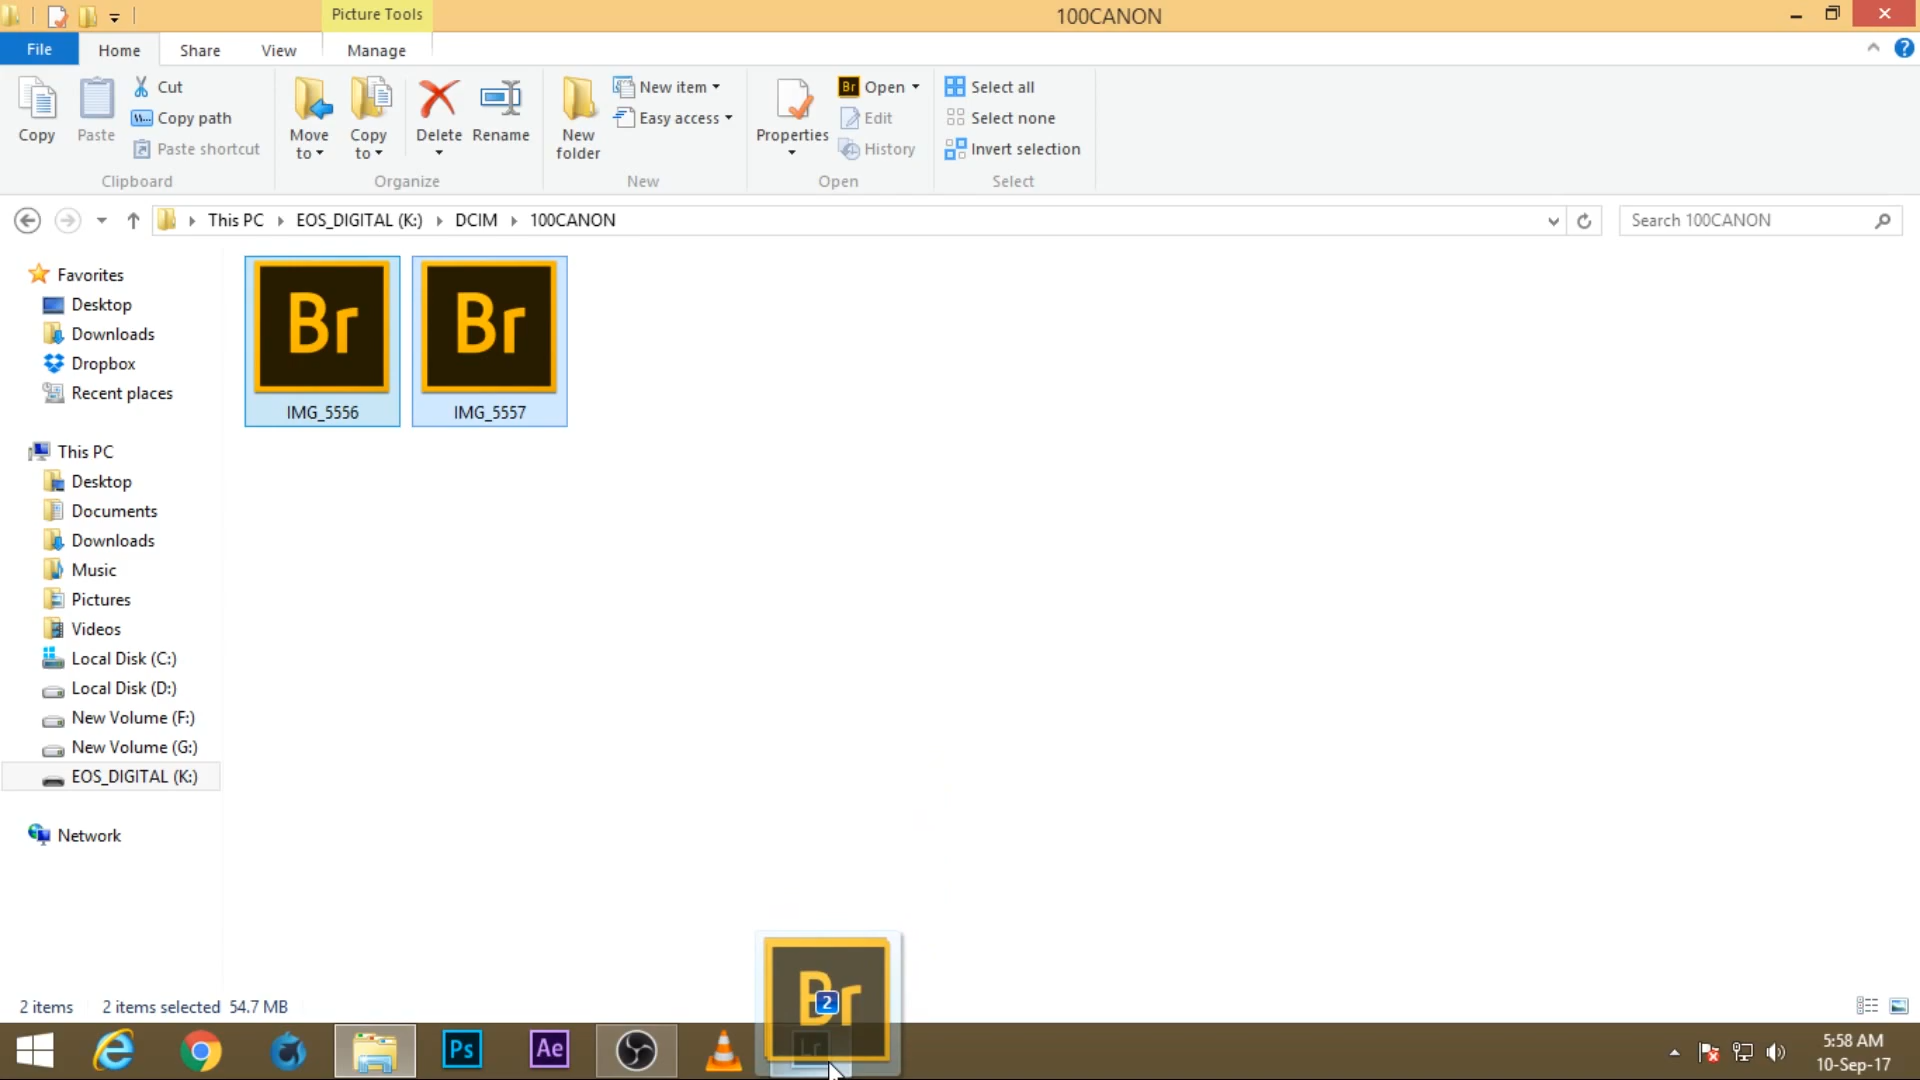 Picture Tools
100CANON
File Home Share View Manage
Copy
Paste
Cut
Copy path
Paste shortcut
Clipboard
Move to
Copy to
Delete
Rename
Organize
New folder
New item
Easy access
New
Properties
Br Open
Edit
History
Open
Select all
Select none
Invert selection
Select
This PC EOS_DIGITAL (K:) DCIM 100CANON
Search 100CANON
Favorites
Desktop
Downloads
Dropbox
Recent places
This PC
Desktop
Documents
Downloads
Music
Pictures
Videos
Local Disk (C:)
Local Disk (D:)
New Volume (F:)
New Volume (G:)
EOS_DIGITAL (K:)
Network
Br
IMG_5556
Br
IMG_5557
Br
2
Lr
2 items 2 items selected 54.7 MB
Ps
Ae
5:58 AM
10-Sep-17